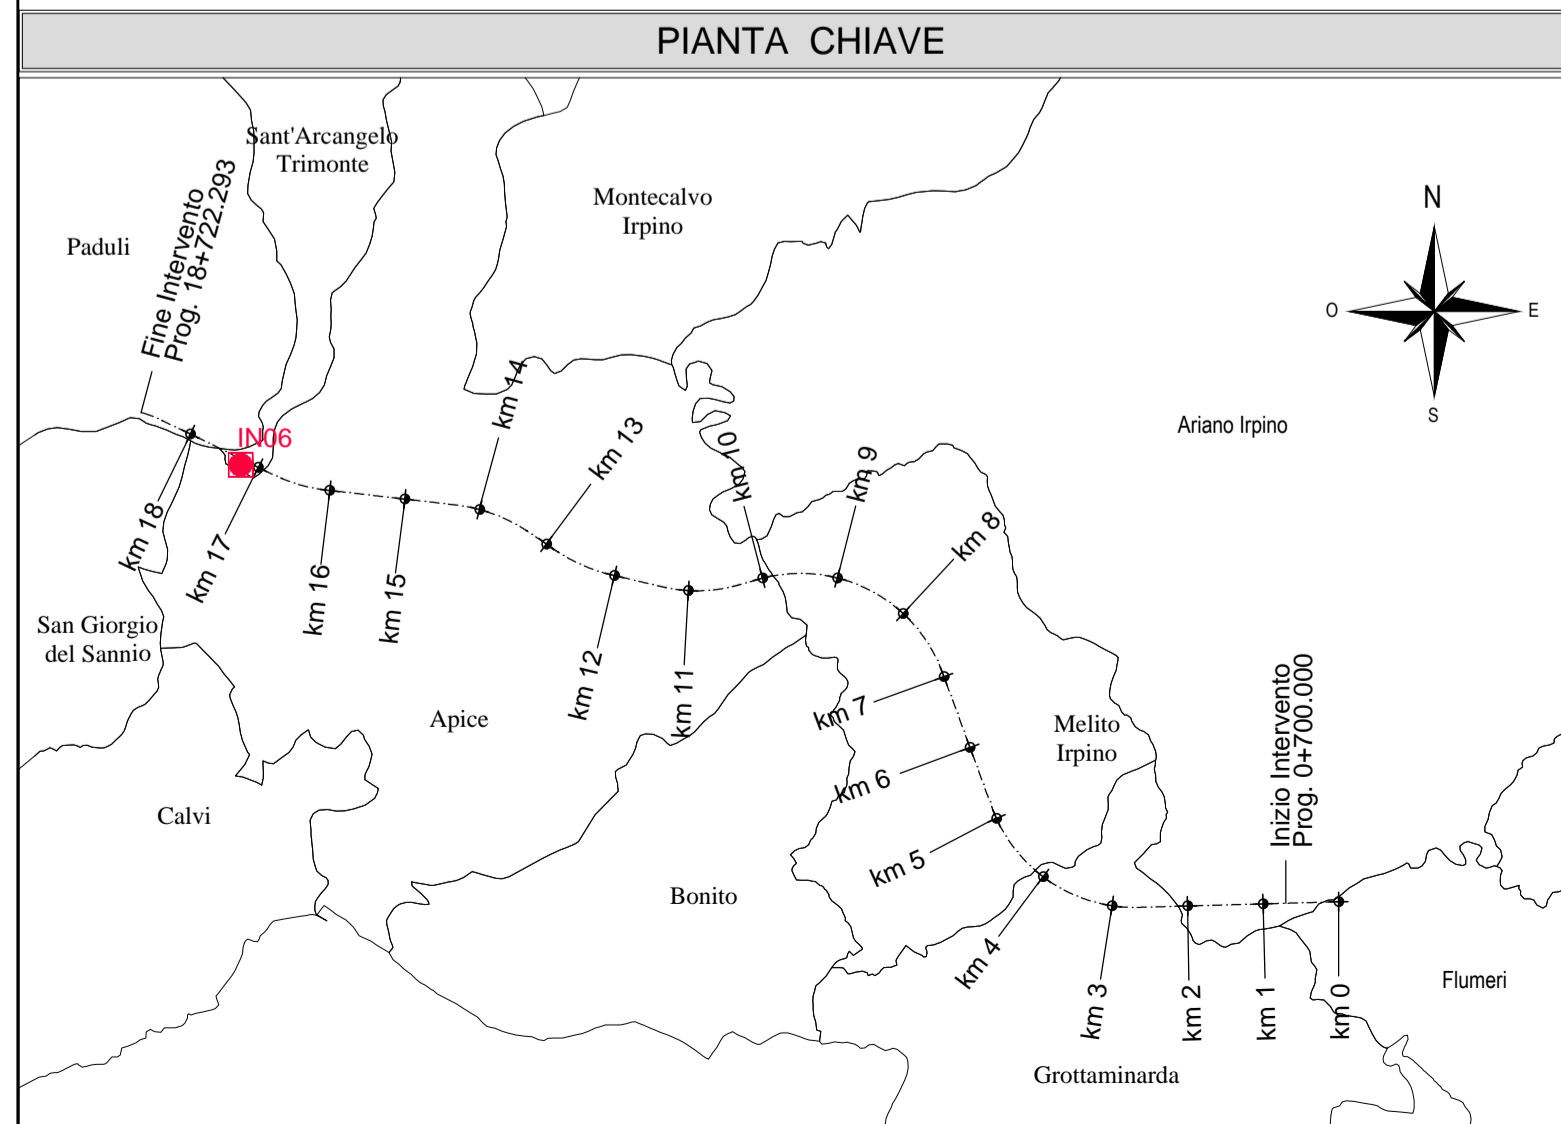 PIANTA CHIAVE
Sant'Arcangelo
Trimonte
Montecalvo
Irpino
Paduli
Fine Intervento
Prog. 18+722.293
N
O
E
S
Ariano Irpino
IN06
km 18
km 17
km 16
km 15
km 14
km 13
km 12
km 11
km 10
km 9
km 8
km 7
km 6
km 5
km 4
km 3
km 2
km 1
km 0
San Giorgio
del Sannio
Apice
Melito
Irpino
Inizio Intervento
Prog. 0+700.000
Calvi
Bonito
Flumeri
Grottaminarda